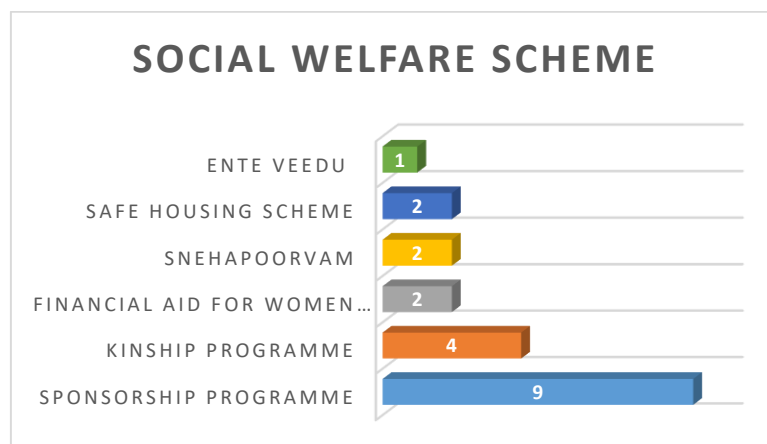 SOCIAL WELFARE SCHEME
ENTE VEEDU 1
SAFE HOUSING SCHEME 2
SNEHAPOORVAM 2
FINANCIAL AID FOR WOMEN... 2
KINSHIP PROGRAMME 4
SPONSORSHIP PROGRAMME 9